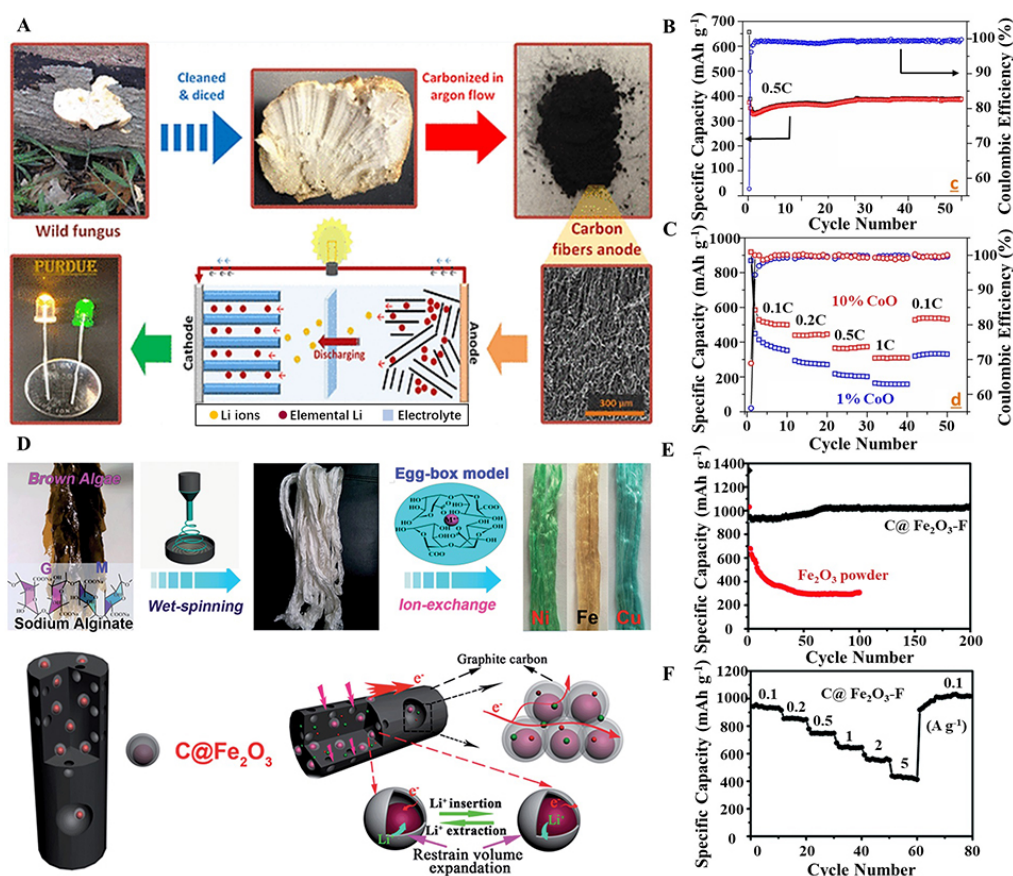 A
Cleaned
& diced
Carbonized in
argon flow
Wild fungus
Carbon
fibers anode
PURDUE
Cathode
Discharging
Anode
Li ions
Elemental Li
Electrolyte
300 µm
B
Specific Capacity (mAh g⁻¹)
700
600
500
400
300
200
100
0
0.5C
100
90
80
70
60
Coulombic Efficiency (%)
0 10 20 30 40 50
Cycle Number
c
C
Specific Capacity (mAh g⁻¹)
1000
800
600
400
200
0
0.1C
0.2C
0.5C
1C
0.1C
10% CoO
1% CoO
100
90
80
70
60
Coulombic Efficiency (%)
0 10 20 30 40 50
Cycle Number
d
D
Brown Algae
G M
COONa
Sodium Alginate
Wet-spinning
Egg-box model
Ion-exchange
Ni Fe Cu
C@Fe₂O₃
Graphite carbon
e⁻
e⁻
e⁻
e⁻
Li⁺ insertion
Li⁺ extraction
Li⁺
Li⁺
Restrain volume
expandation
E
Specific Capacity (mAh g⁻¹)
1400
1200
1000
800
600
400
200
0
C@ Fe₂O₃-F
Fe₂O₃ powder
0 50 100 150 200
Cycle Number
F
Specific Capacity (mAh g⁻¹)
1200
1000
800
600
400
200
0
0.1
0.2
0.5
1
2
5
0.1
C@ Fe₂O₃-F
(A g⁻¹)
0 20 40 60 80
Cycle Number